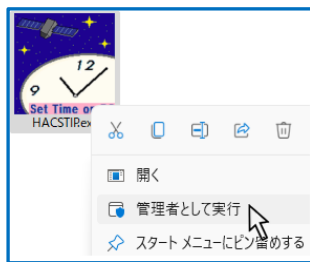 12
9
Set Time or
HACSTIP.ex
開く
管理者として実行
スタート メニューにピン留めする